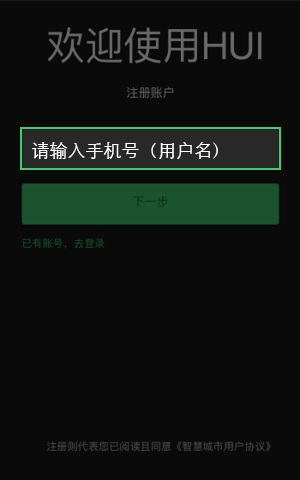 欢迎使用HUI
注册账户
请输入手机号（用户名）
下一步
已有账号，去登录
注册则代表您已阅读且同意《智慧城市用户协议》